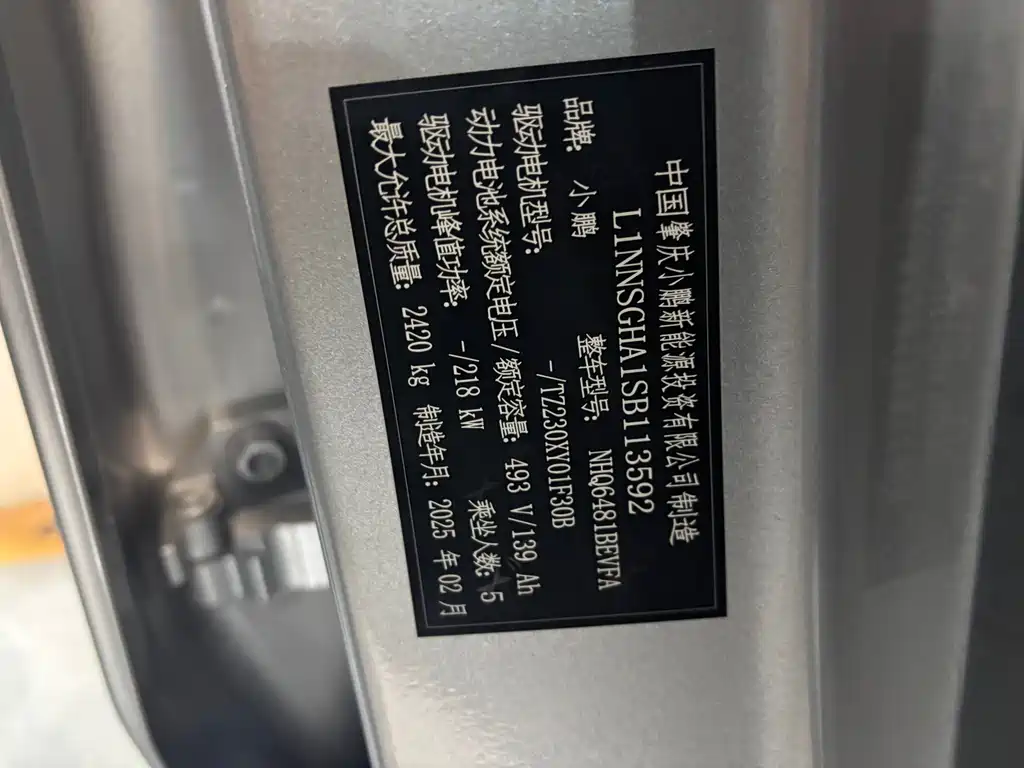 中国肇庆小鹏新能源投资有限公司制造
L1NNSGHA1SB113592
品牌: 小鹏 整车型号: NHQ6481BEVFA
驱动电机型号: -/TZ230XY01F30B
动力电池系统额定电压/额定容量: 493 V/139 Ah
驱动电机峰值功率: -/218 kW 乘坐人数: 5
最大允许总质量: 2420 kg 制造年月: 2025 年 02 月